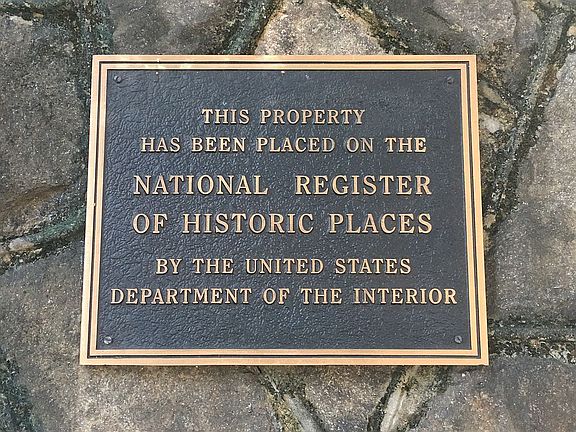 THIS PROPERTY
HAS BEEN PLACED ON THE
NATIONAL REGISTER
OF HISTORIC PLACES
BY THE UNITED STATES
DEPARTMENT OF THE INTERIOR